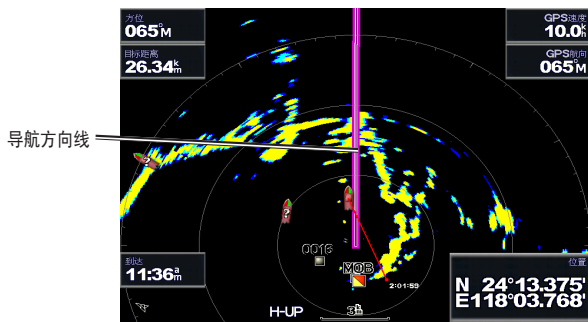 方位
065°M
目标距离
26.34km
GPS速度
10.0kh
GPS航向
065°M
导航方向线
?
?
0016
MOB
2:01:59
到达
11:36am
位置
N 24°13.375'
E118°03.768'
H-UP
3km